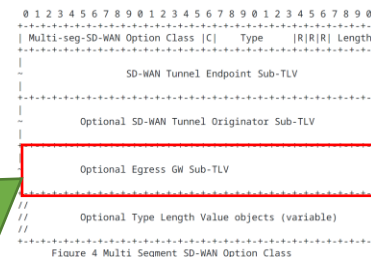 0 1 2 3 4 5 6 7 8 9 0 1 2 3 4 5 6 7 8 9 0 1 2 3 4 5 6 7 8 9 0
+-+-+-+-+-+-+-+-+-+-+-+-+-+-+-+-+-+-+-+-+-+-+-+-+-+-+-+-+-+-+
| Multi-seg-SD-WAN Option Class |C|    Type     |R|R|R| Length
+-+-+-+-+-+-+-+-+-+-+-+-+-+-+-+-+-+-+-+-+-+-+-+-+-+-+-+-+-+-+
|
~ SD-WAN Tunnel Endpoint Sub-TLV
|
+-+-+-+-+-+-+-+-+-+-+-+-+-+-+-+-+-+-+-+-+-+-+-+-+-+-+-+-+-+-+
|
~ Optional SD-WAN Tunnel Originator Sub-TLV
|
Optional Egress GW Sub-TLV
+-+-+-+-+-+-+-+-+-+-+-+-+-+-+-+-+-+-+-+-+-+-+-+-+-+-+-+-+-+-+
//
// Optional Type Length Value objects (variable)
//
+-+-+-+-+-+-+-+-+-+-+-+-+-+-+-+-+-+-+-+-+-+-+-+-+-+-+-+-+-+-+
Figure 4 Multi Segment SD-WAN Option Class